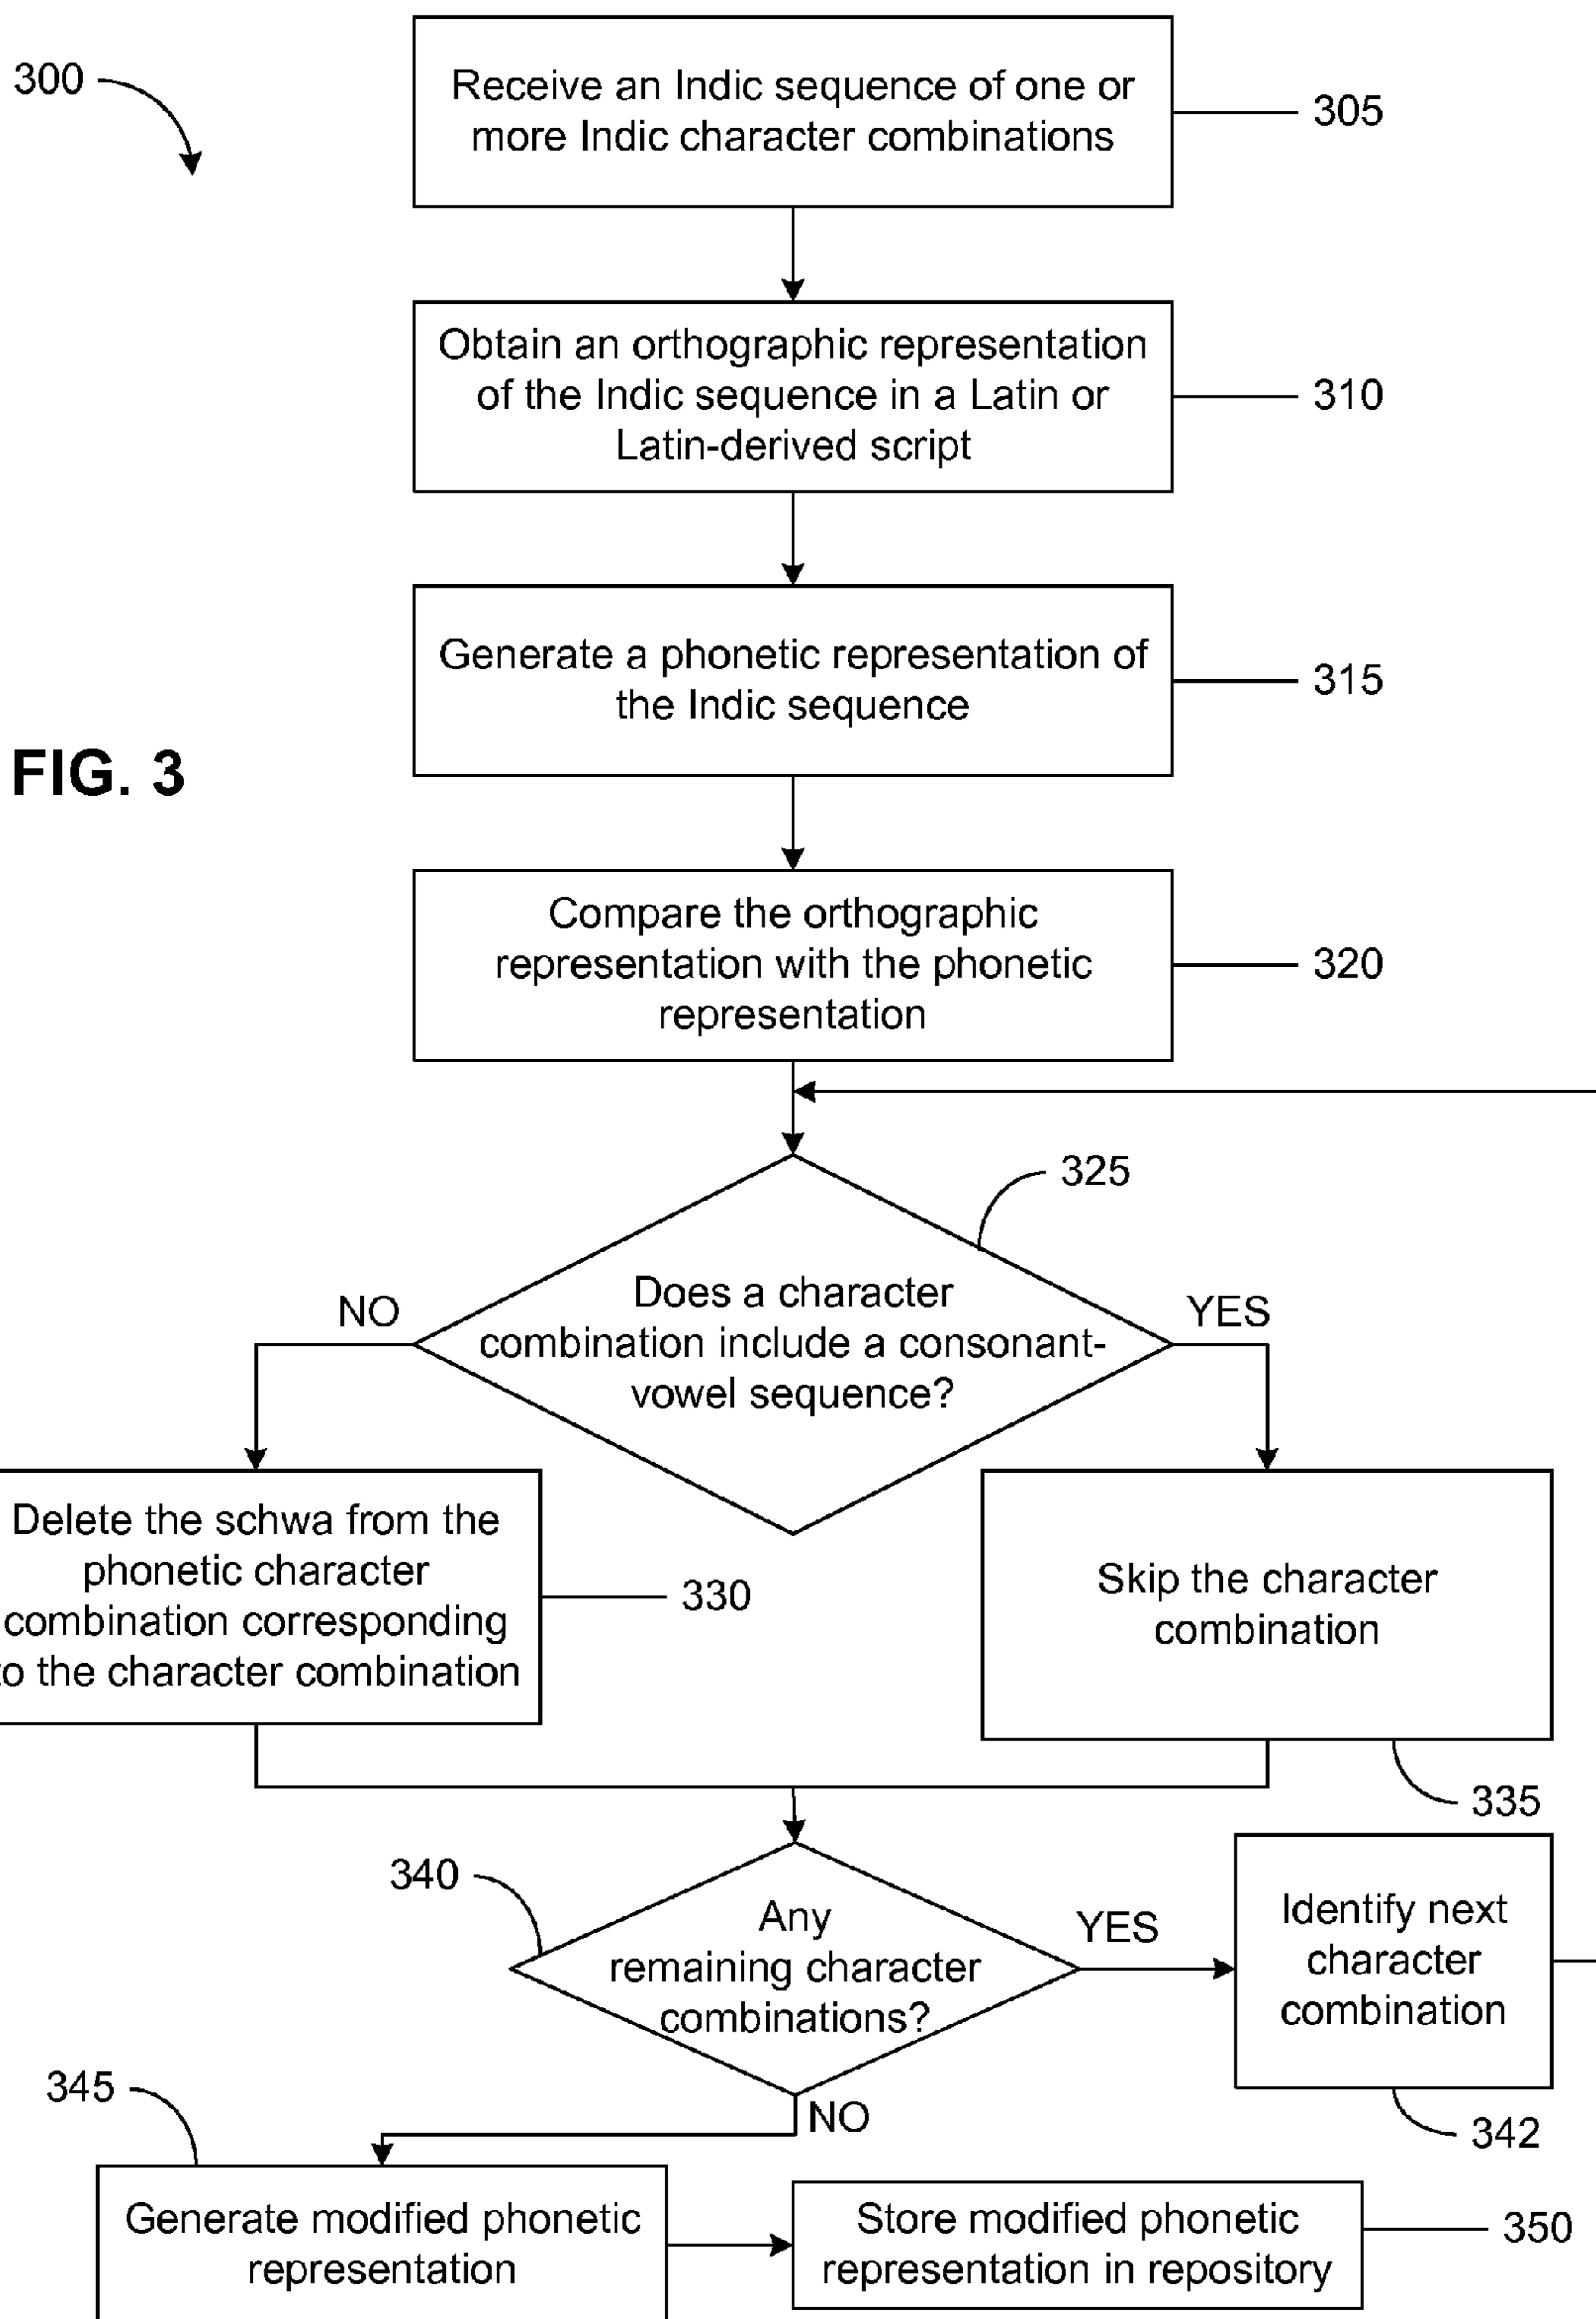 300
Receive an Indic sequence of one or
more Indic character combinations
305
Obtain an orthographic representation
of the Indic sequence in a Latin or
Latin-derived script
310
Generate a phonetic representation of
the Indic sequence
315
FIG. 3
Compare the orthographic
representation with the phonetic
representation
320
325
Does a character
combination include a consonant-
vowel sequence?
NO
YES
Delete the schwa from the
phonetic character
combination corresponding
to the character combination
330
Skip the character
combination
335
340
Any
remaining character
combinations?
YES
Identify next
character
combination
342
NO
345
Generate modified phonetic
representation
Store modified phonetic
representation in repository
350